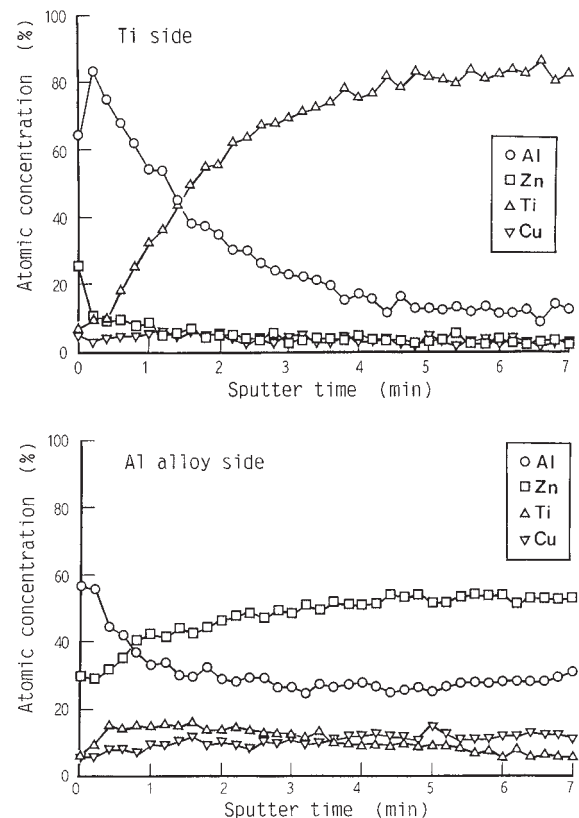 Ti side
Atomic concentration (%)
100
80
60
40
20
0
0 1 2 3 4 5 6 7
Sputter time (min)
Al
Zn
Ti
Cu
Al alloy side
Atomic concentration (%)
100
80
60
40
20
0
0 1 2 3 4 5 6 7
Sputter time (min)
Al
Zn
Ti
Cu